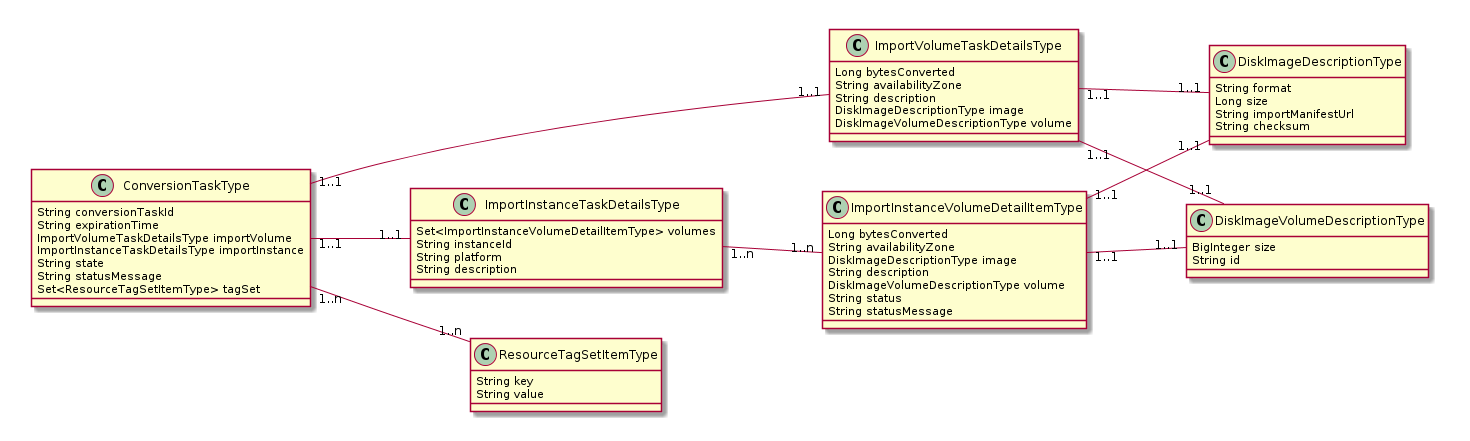 C ConversionTaskType
String conversionTaskId
String expirationTime
ImportVolumeTaskDetailsType importVolume
ImportInstanceTaskDetailsType importInstance
String state
String statusMessage
Set<ResourceTagSetItemType> tagSet
1..1
1..1
1..n
1..1
1..1
1..n
C ImportInstanceTaskDetailsType
Set<ImportInstanceVolumeDetailItemType> volumes
String instanceId
String platform
String description
C ResourceTagSetItemType
String key
String value
1..n
1..n
C ImportVolumeTaskDetailsType
Long bytesConverted
String availabilityZone
String description
DiskImageDescriptionType image
DiskImageVolumeDescriptionType volume
C ImportInstanceVolumeDetailItemType
Long bytesConverted
String availabilityZone
DiskImageDescriptionType image
String description
DiskImageVolumeDescriptionType volume
String status
String statusMessage
1..1
1..1
1..1
1..1
1..1
1..1
1..1
1..1
C DiskImageDescriptionType
String format
Long size
String importManifestUrl
String checksum
C DiskImageVolumeDescriptionType
BigInteger size
String id